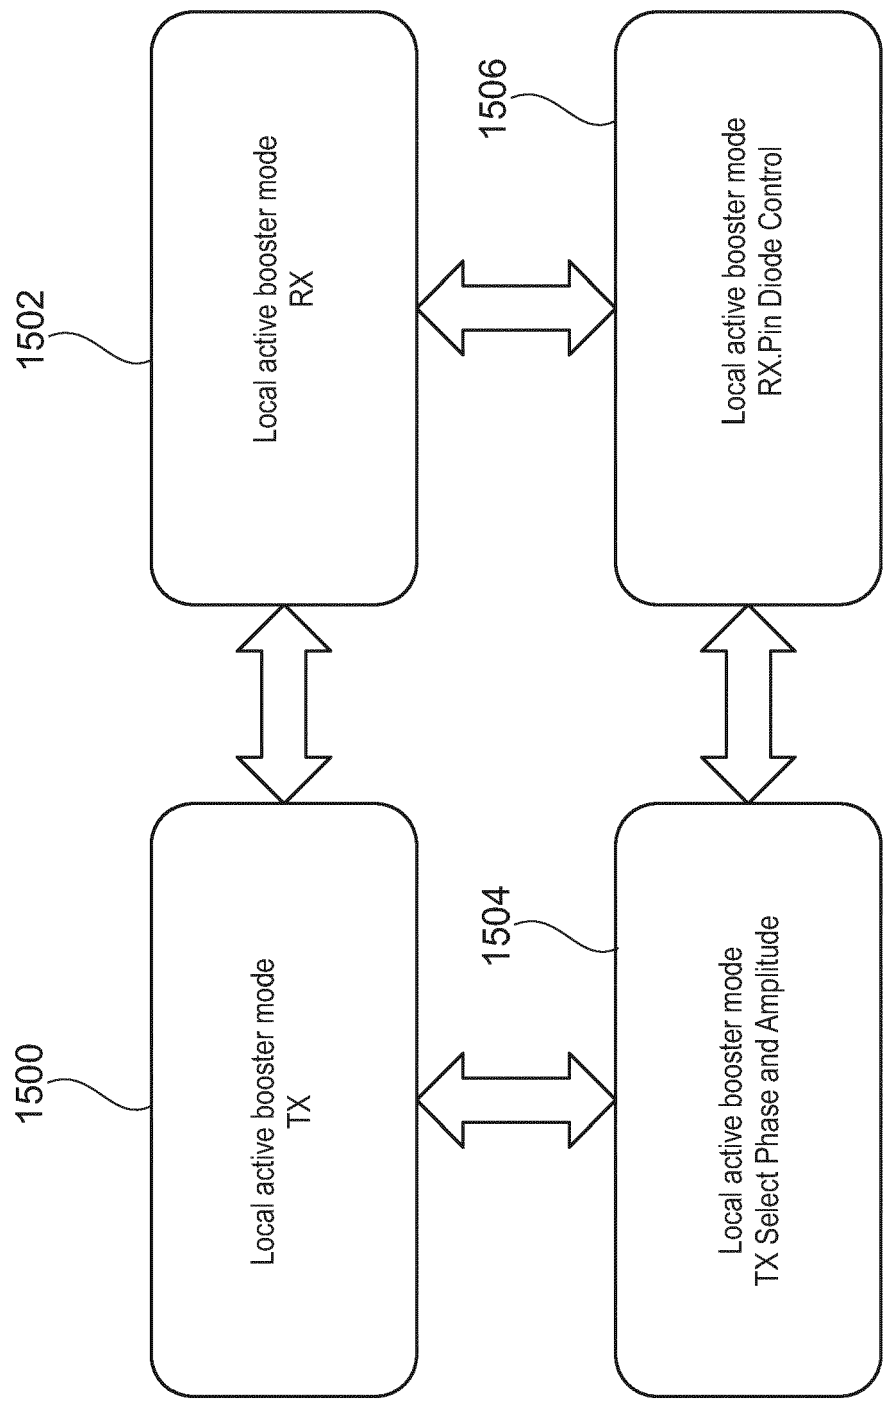 1500
Local active booster mode
TX
1502
Local active booster mode
RX
1504
Local active booster mode
TX Select Phase and Amplitude
1506
Local active booster mode
RX.Pin Diode Control